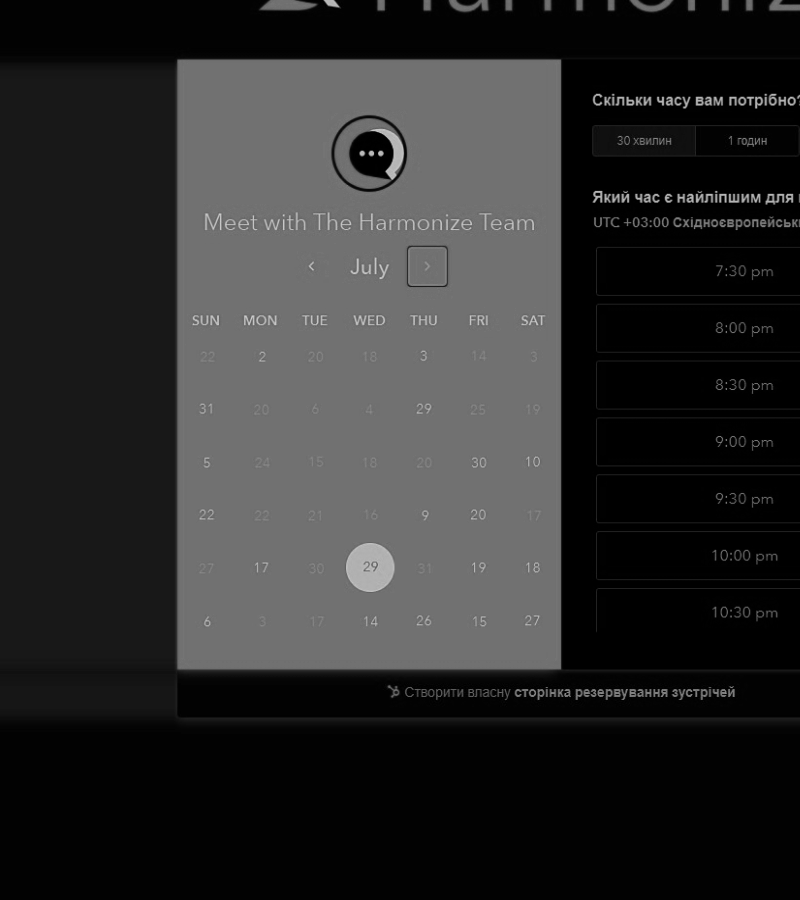 Скільки часу вам потрібно?
30 хвилин 1 годин
Meet with The Harmonize Team
‹ July ›
SUN MON TUE WED THU FRI SAT
22 2 20 18 3 14 3
31 20 6 4 29 25 19
5 24 15 18 20 30 10
22 22 21 16 9 20 17
27 17 30 29 31 19 18
6 3 17 14 26 15 27
Який час є найліпшим для
UTC +03:00
7:30 pm
8:00 pm
8:30 pm
9:00 pm
9:30 pm
10:00 pm
10:30 pm
Створити власну сторінка резервування зустрічей